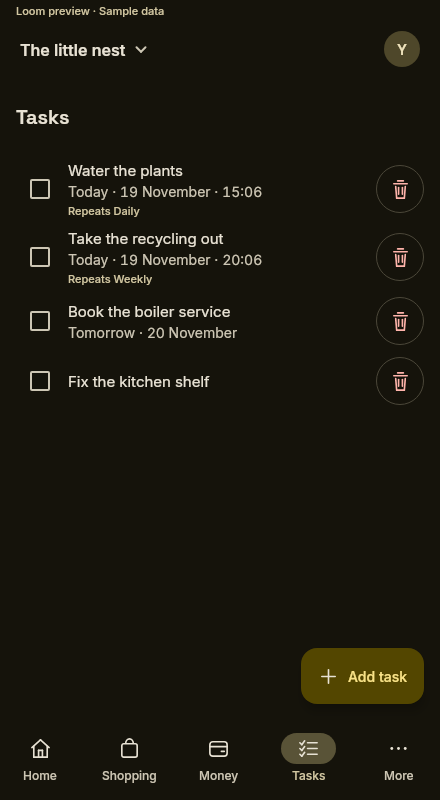 Loom preview · Sample data
The little nest
Y
Tasks
Water the plants
Today · 19 November · 15:06
Repeats Daily
Take the recycling out
Today · 19 November · 20:06
Repeats Weekly
Book the boiler service
Tomorrow · 20 November
Fix the kitchen shelf
Add task
Home
Shopping
Money
Tasks
More